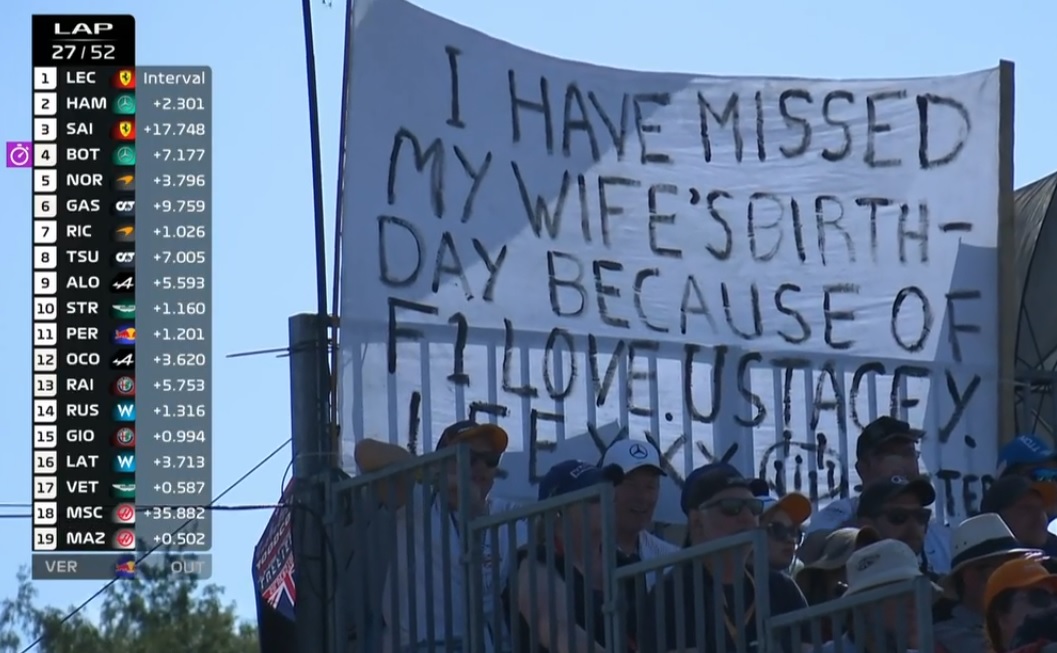 LAP
27/52
1 LEC Interval
2 HAM +2.301
3 SAI +17.748
4 BOT +7.177
5 NOR +3.796
6 GAS +9.759
7 RIC +1.026
8 TSU +7.005
9 ALO +5.593
10 STR +1.160
11 PER +1.201
12 OCO +3.620
13 RAI +5.753
14 RUS W +1.316
15 GIO +0.994
16 LAT W +3.713
17 VET +0.587
18 MSC +35.882
19 MAZ +0.502
VER OUT
I HAVE MISSED
MY WIFE'S BIRTH-
DAY BECAUSE OF
F1 LOVE.U STACEY.